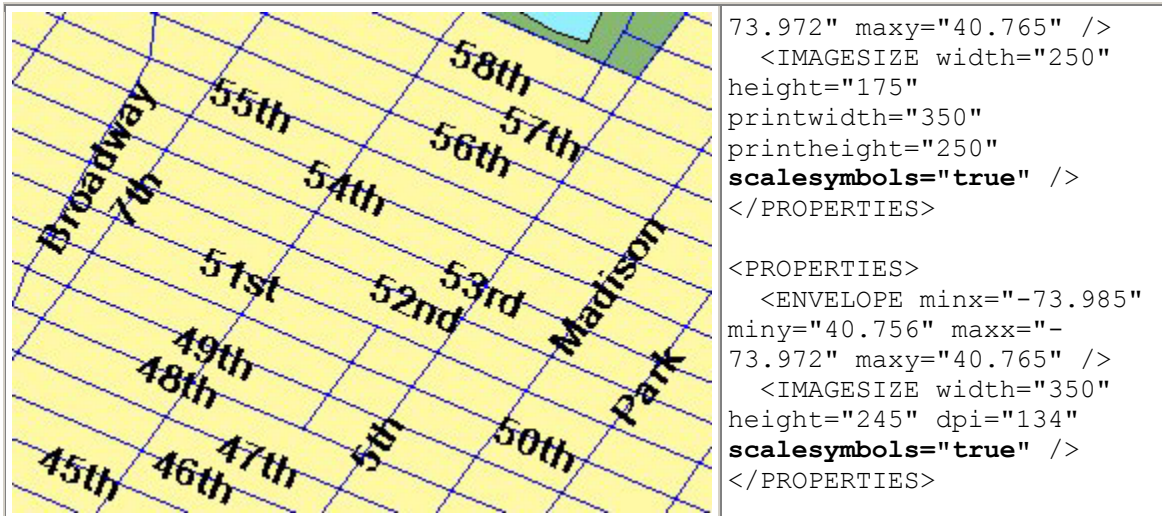 58th
55th
57th
56th
Broadway
7th
54th
51st
53rd
52nd
Madison
49th
48th
Park
5th
50th
47th
46th
45th
73.972" maxy="40.765" />
<IMAGESIZE width="250"
height="175"
printwidth="350"
printheight="250"
scalesymbols="true" />
</PROPERTIES>
<PROPERTIES>
<ENVELOPE minx="-73.985"
miny="40.756" maxx="-
73.972" maxy="40.765" />
<IMAGESIZE width="350"
height="245" dpi="134"
scalesymbols="true" />
</PROPERTIES>